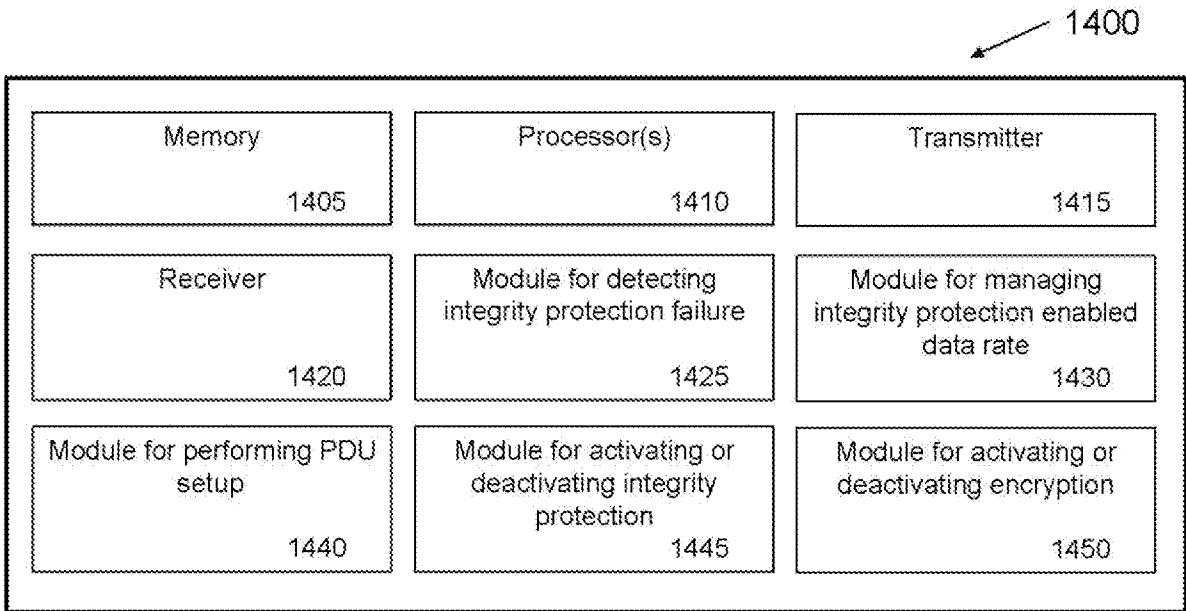 1400
Memory
1405
Processor(s)
1410
Transmitter
1415
Receiver
1420
Module for detecting
integrity protection failure
1425
Module for managing
integrity protection enabled
data rate
1430
Module for performing PDU
setup
1440
Module for activating or
deactivating integrity
protection
1445
Module for activating or
deactivating encryption
1450